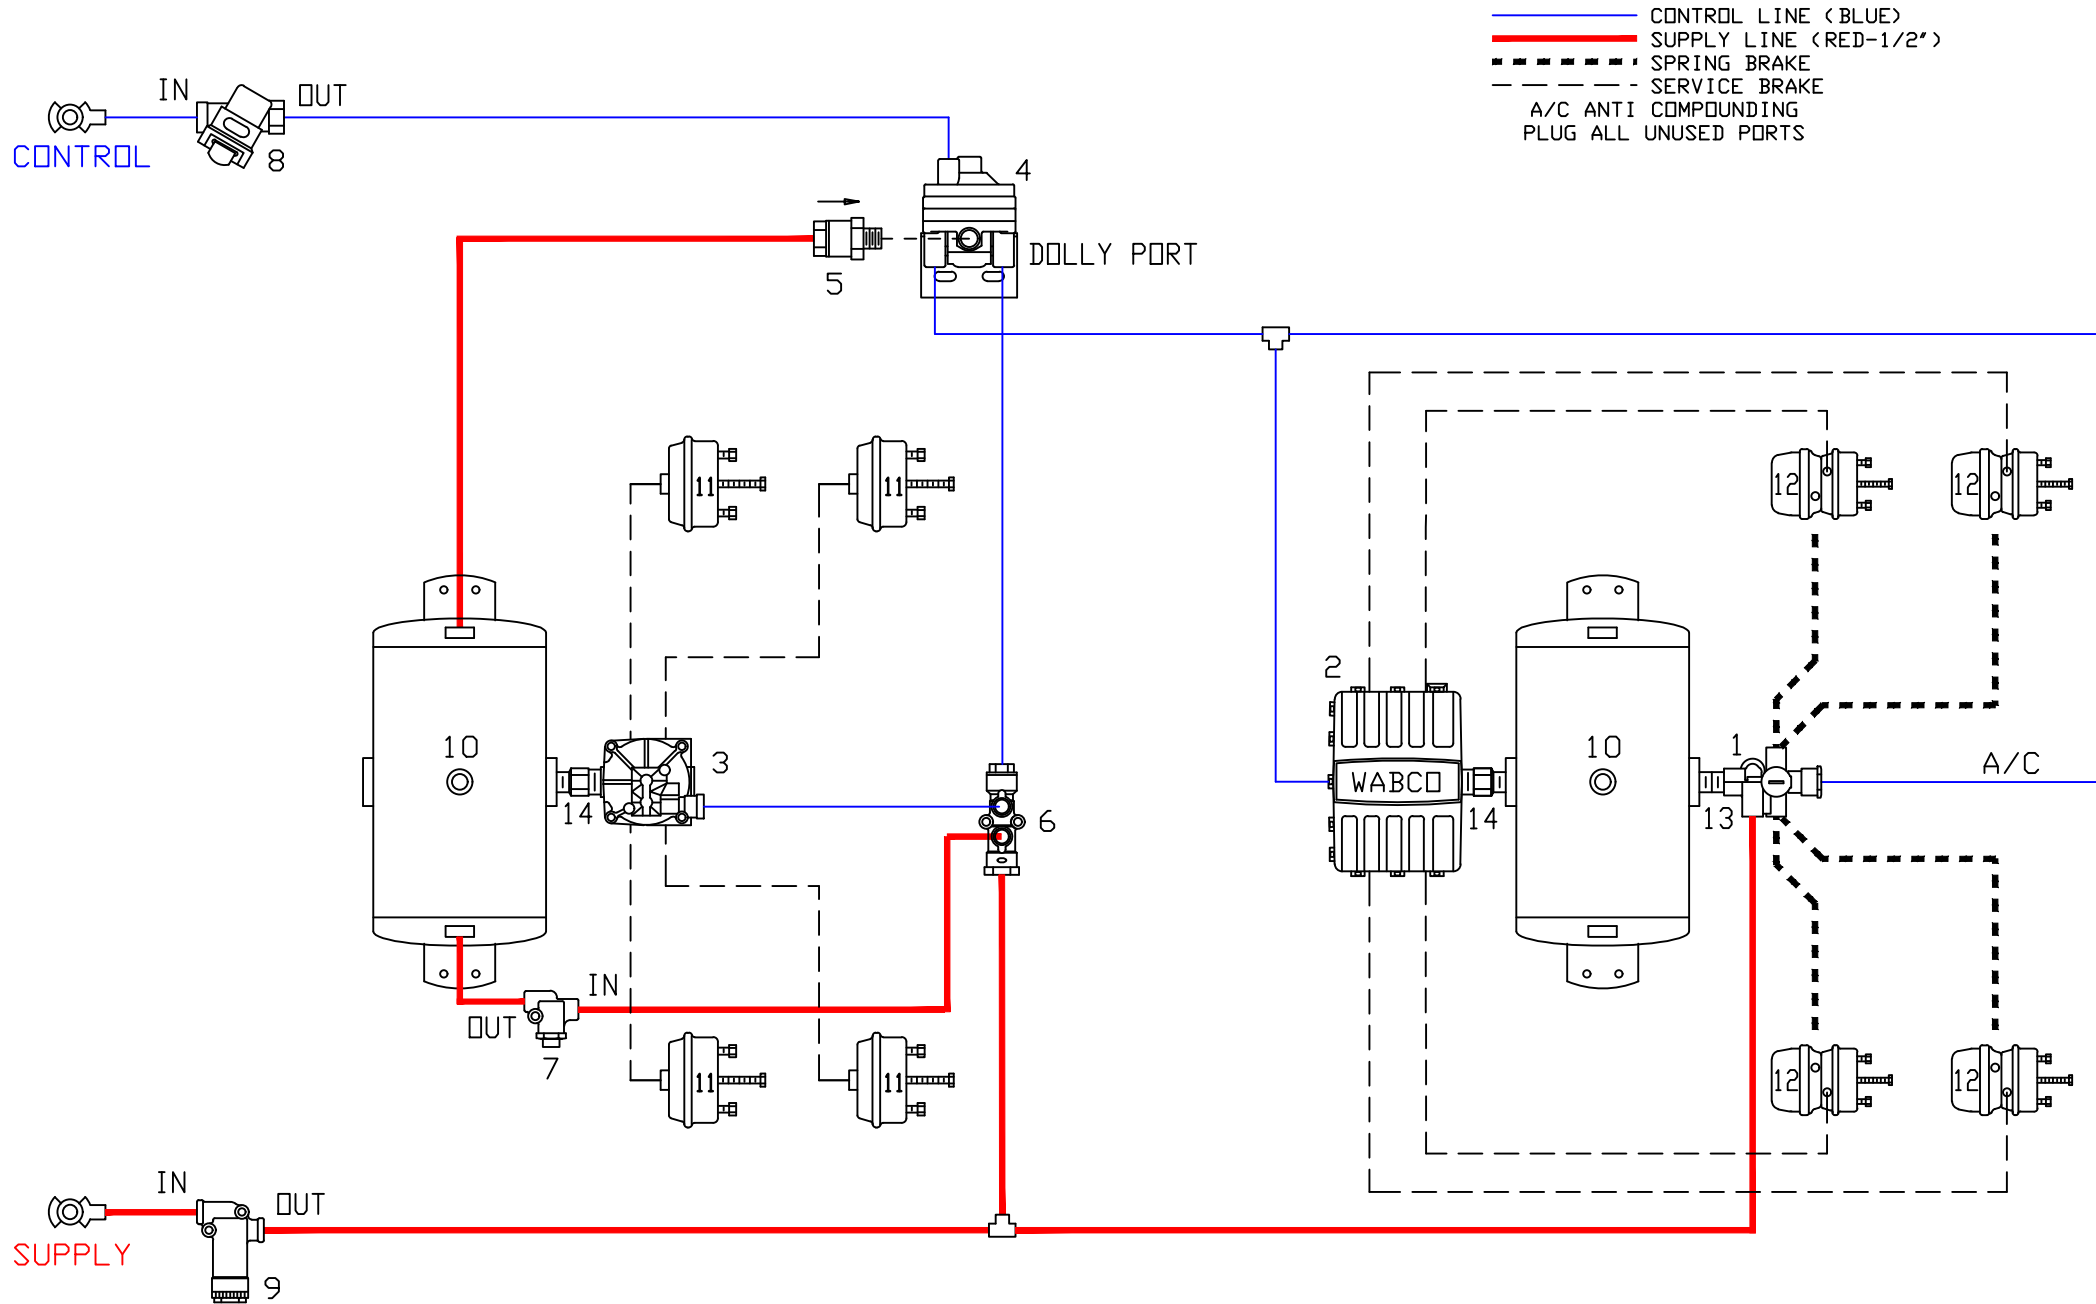 CONTROL LINE (BLUE)
SUPPLY LINE (RED-1/2")
SPRING BRAKE
SERVICE BRAKE
A/C ANTI COMPOUNDING
PLUG ALL UNUSED PORTS
IN
OUT
CONTROL
8
4
DOLLY PORT
5
11
11
12
12
2
10
3
10
1
A/C
WABCO
14
6
14
13
IN
OUT
7
11
11
12
12
IN
OUT
SUPPLY
9